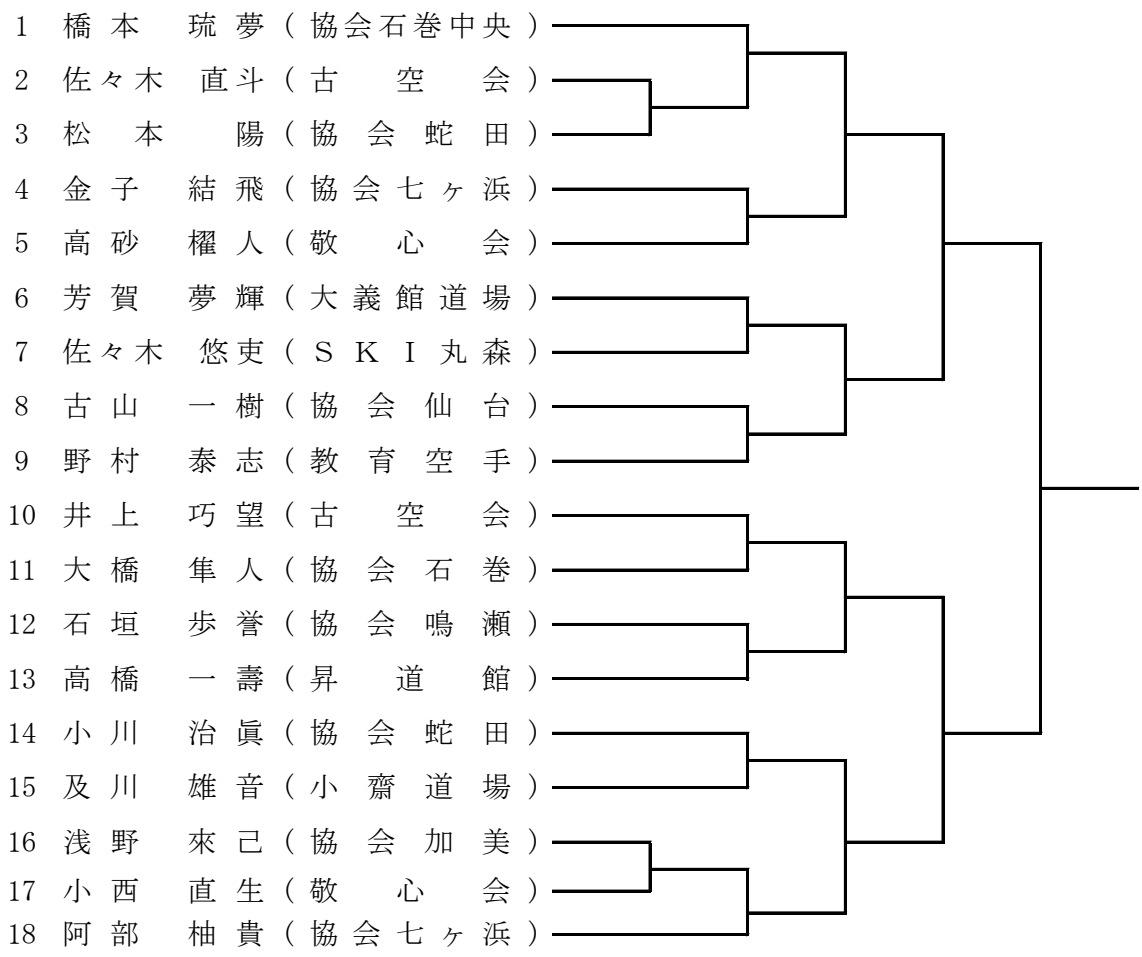 1 橋本 琉夢(協会石巻中央)
2 佐々木 直斗(古空会)
3 松本 陽(協会蛇田)
4 金子 結飛(協会七ヶ浜)
5 高砂 櫂人(敬心会)
6 芳賀 夢輝(大義館道場)
7 佐々木 悠吏(SKI丸森)
8 古山 一樹(協会仙台)
9 野村 泰志(教育空手)
10 井上 巧望(古空会)
11 大橋 隼人(協会石巻)
12 石垣 歩誉(協会鳴瀬)
13 高橋 一壽(昇道館)
14 小川 治眞(協会蛇田)
15 及川 雄音(小齋道場)
16 浅野 來己(協会加美)
17 小西 直生(敬心会)
18 阿部 柚貴(協会七ヶ浜)